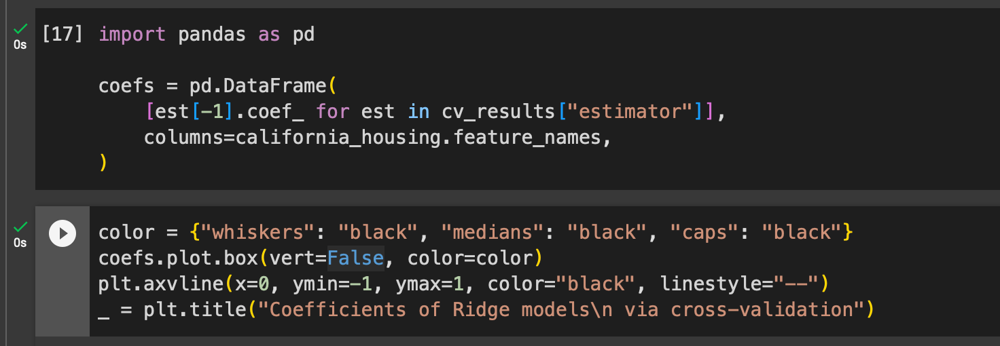 [17] import pandas as pd
0s
coefs = pd.DataFrame(
    [est[-1].coef_ for est in cv_results["estimator"]],
    columns=california_housing.feature_names,
)
color = {"whiskers": "black", "medians": "black", "caps": "black"}
0s
coefs.plot.box(vert=False, color=color)
plt.axvline(x=0, ymin=-1, ymax=1, color="black", linestyle="--")
_ = plt.title("Coefficients of Ridge models\n via cross-validation")